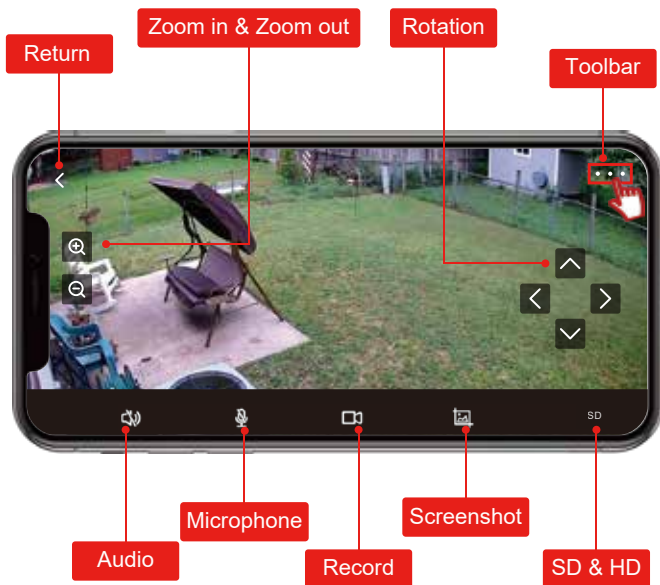 Zoom in & Zoom out
Rotation
Return
Toolbar
SD
Microphone
Screenshot
Audio
Record
SD & HD